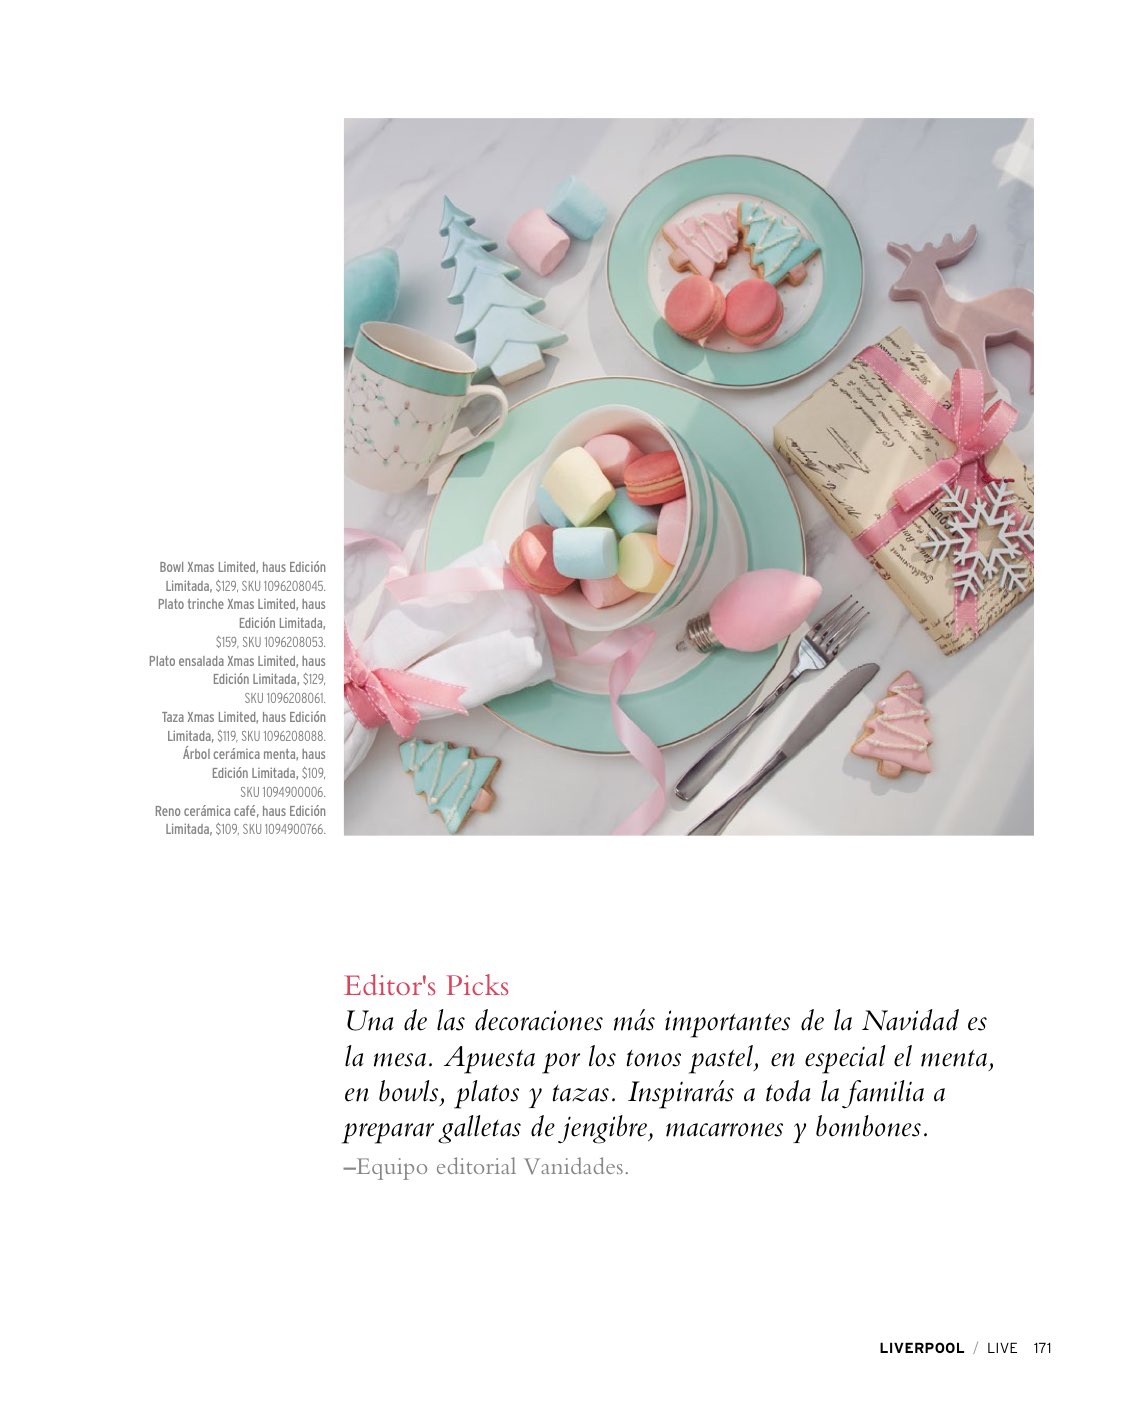 Bowl Xmas Limited, haus Edición
Limitada, $129, SKU 1096208045.
Plato trinche Xmas Limited, haus
Edición Limitada,
$159, SKU 1096208053.
Plato ensalada Xmas Limited, haus
Edición Limitada, $129,
SKU 1096208061.
Taza Xmas Limited, haus Edición
Limitada, $119, SKU 1096208088.
Árbol cerámica menta, haus
Edición Limitada, $109,
SKU 1094900006.
Reno cerámica café, haus Edición
Limitada, $109, SKU 1094900766.
Editor's Picks
Una de las decoraciones más importantes de la Navidad es
la mesa. Apuesta por los tonos pastel, en especial el menta,
en bowls, platos y tazas. Inspirarás a toda la familia a
preparar galletas de jengibre, macarrones y bombones.
–Equipo editorial Vanidades.
LIVERPOOL / LIVE 171